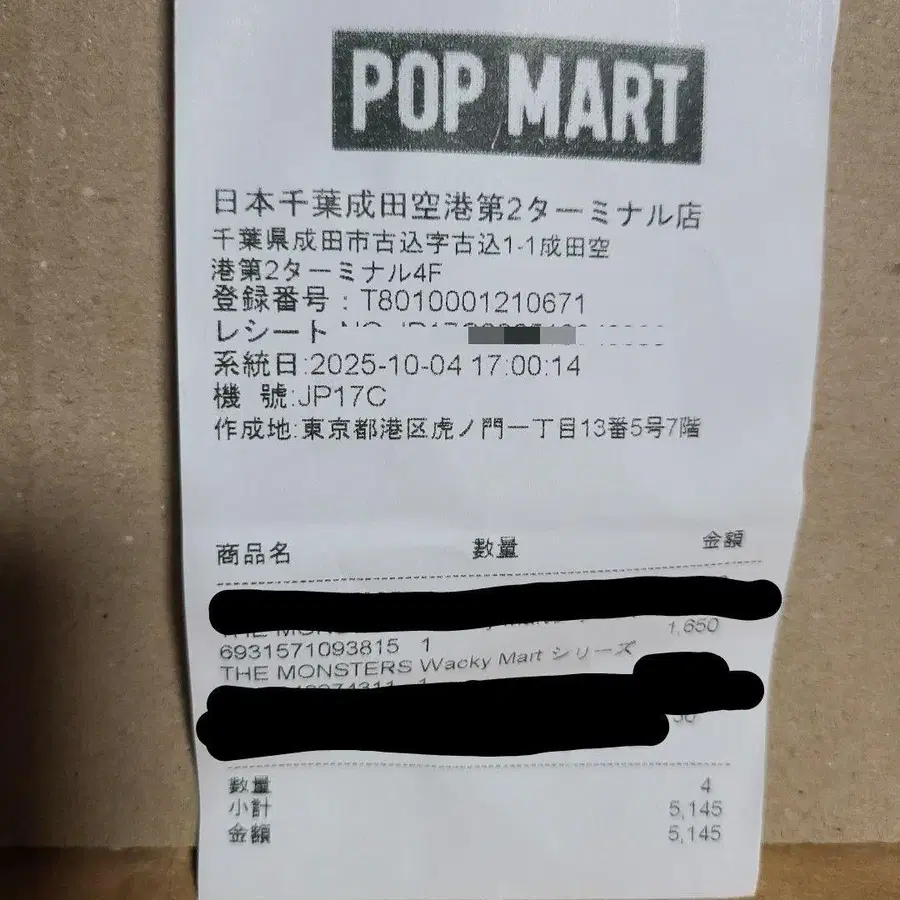 POP MART
日本千葉成田空港第2ターミナル店
千葉県成田市古込字古込1-1成田空
港第2ターミナル4F
登録番号：T8010001210671
レシート
系統日:2025-10-04 17:00:14
機 號:JP17C
作成地:東京都港区虎ノ門一丁目13番5号7階
商品名 数量 金額
1,650
6931571093815 1
THE MONSTERS Wacky Mart シリーズ
数量 4
小計 5,145
金額 5,145